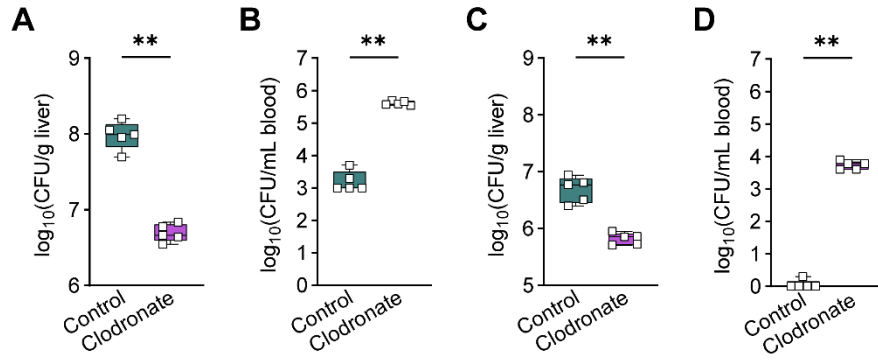 A
**
log10(CFU/g liver)
9
8
7
6
Control
Clodronate
B
**
log10(CFU/mL blood)
7
6
5
4
3
2
1
0
Control
Clodronate
C
**
log10(CFU/g liver)
9
8
7
6
5
Control
Clodronate
D
**
log10(CFU/mL blood)
7
6
5
4
3
2
1
0
Control
Clodronate